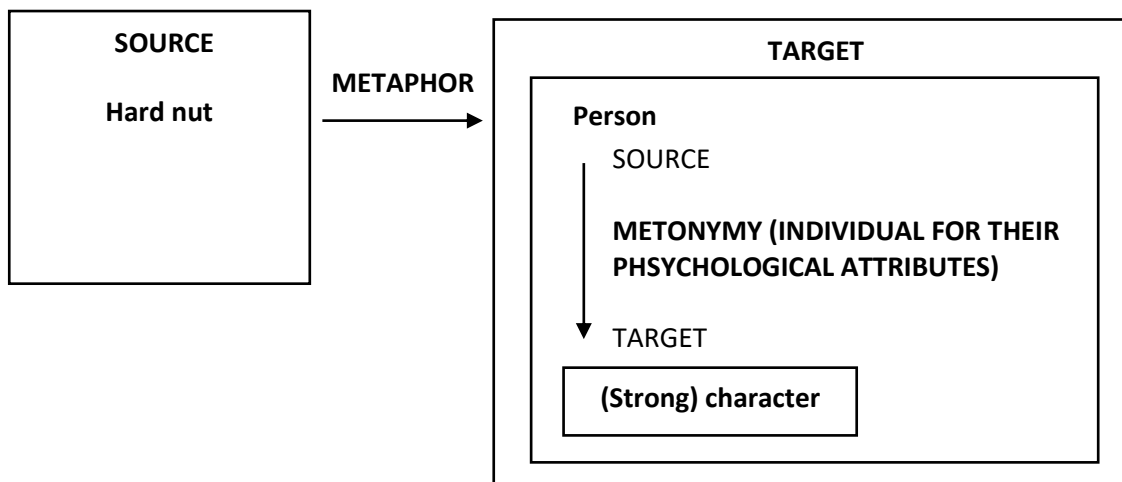 SOURCE
Hard nut
METAPHOR
TARGET
Person
SOURCE
METONYMY (INDIVIDUAL FOR THEIR
PHSYCHOLOGICAL ATTRIBUTES)
TARGET
(Strong) character